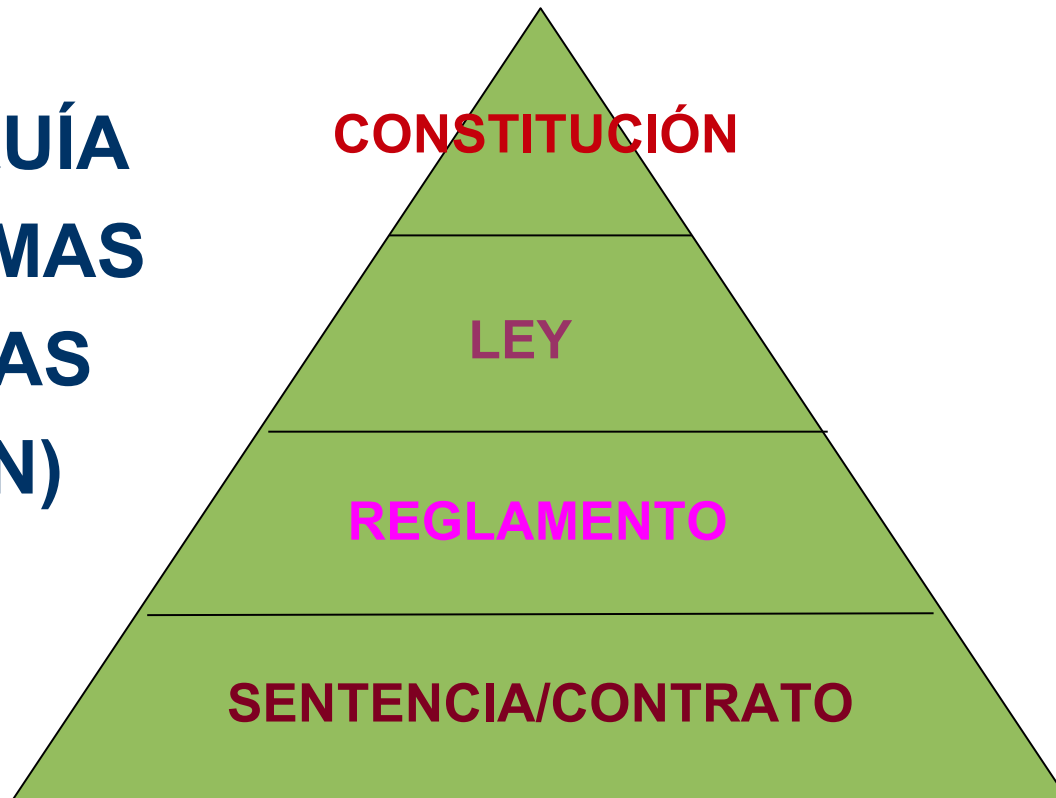 UÍA
MAS
AS
N)
CONSTITUCIÓN
LEY
REGLAMENTO
SENTENCIA/CONTRATO